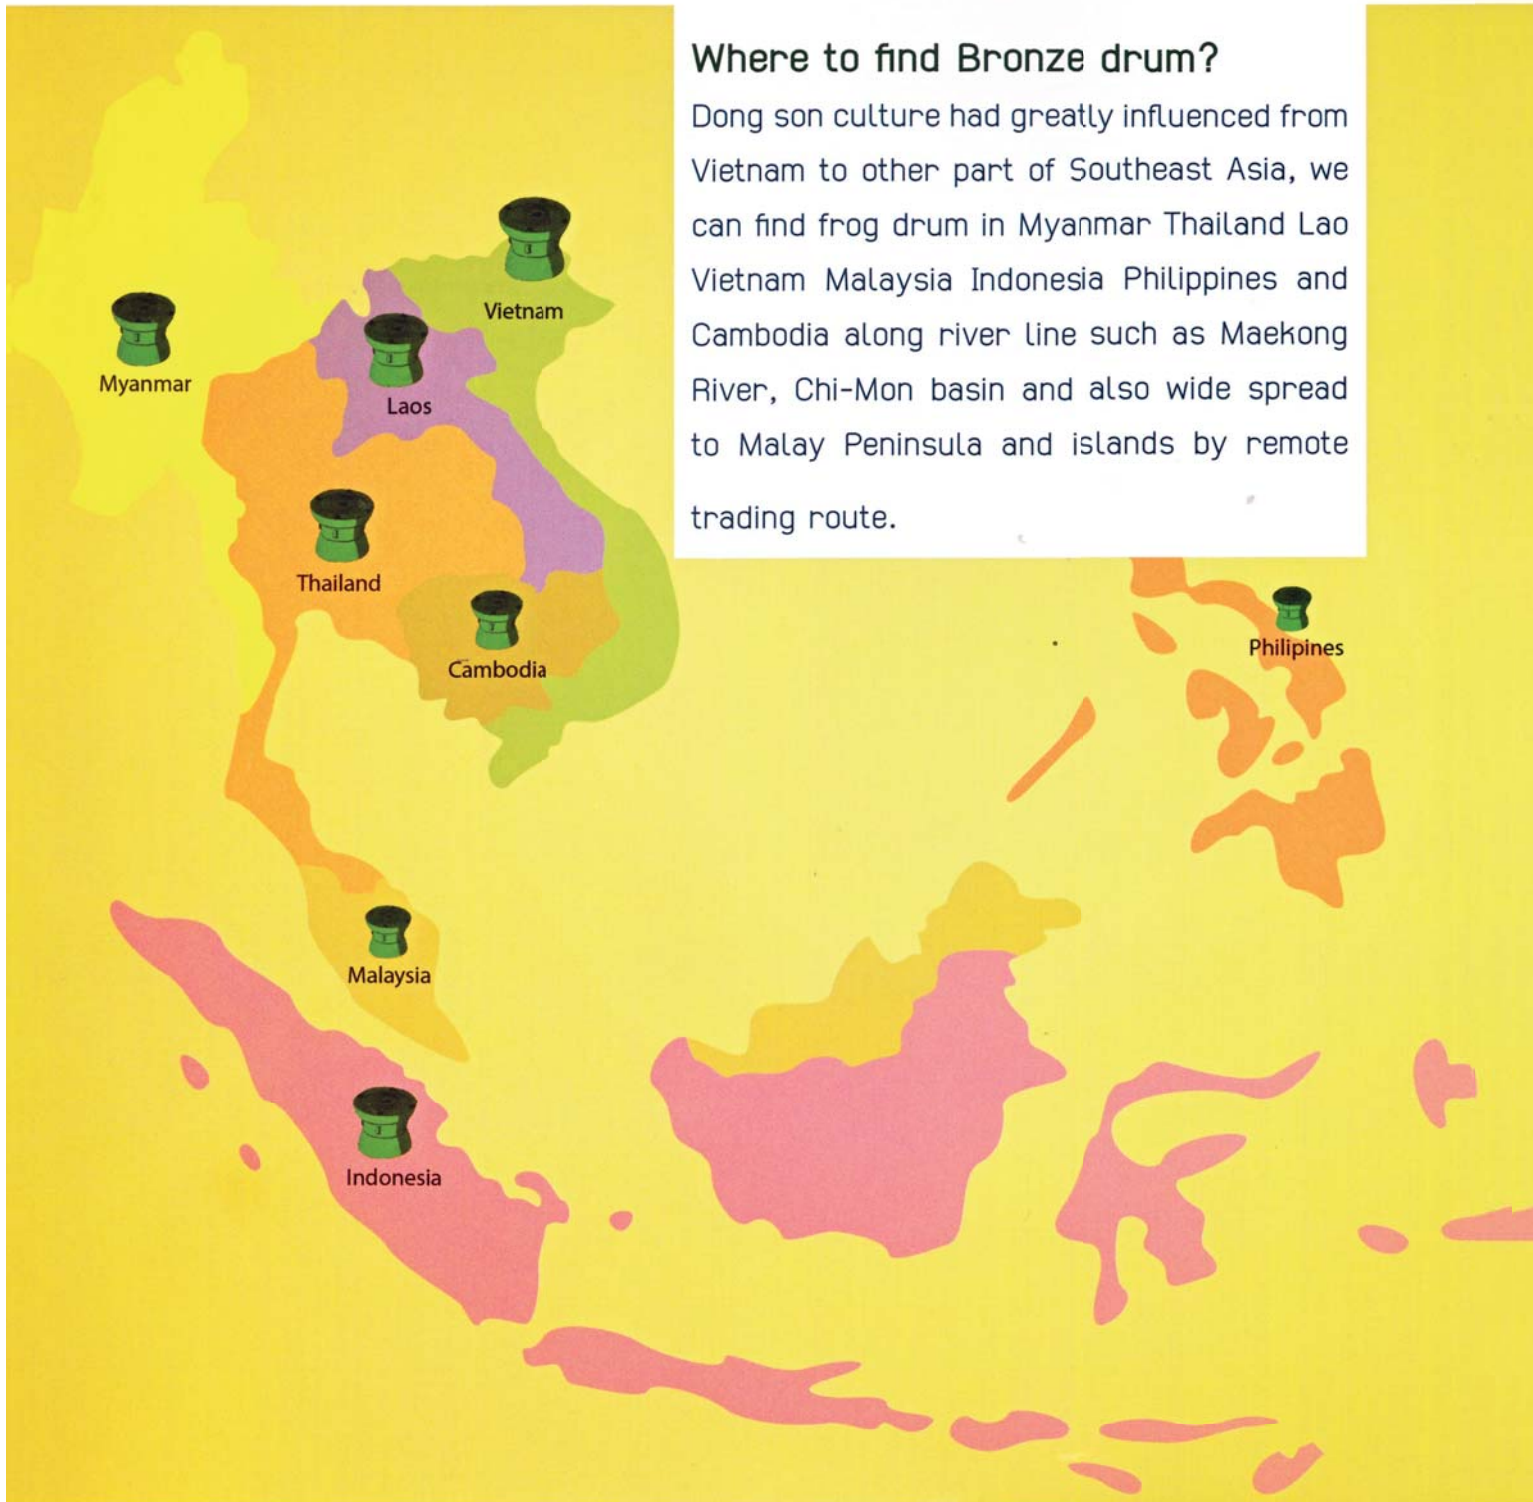 Where to find Bronze drum?
Dong son culture had greatly influenced from
Vietnam to other part of Southeast Asia, we
can find frog drum in Myanmar Thailand Lao
Vietnam Malaysia Indonesia Philippines and
Cambodia along river line such as Maekong
River, Chi-Mon basin and also wide spread
to Malay Peninsula and islands by remote
trading route.
Vietnam
Myanmar
Laos
Thailand
Cambodia
Philipines
Malaysia
Indonesia